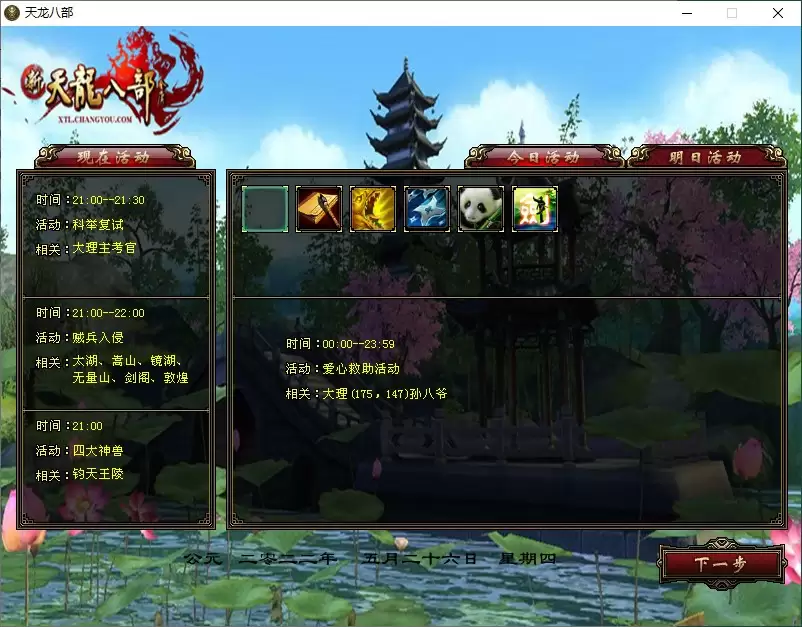 天龙八部
新天龍八部
XTL.CHANGYOU.COM
现在活动
今日活动
明日活动
时间：21:00--21:30
活动：科举复试
相关：大理主考官
时间：21:00--22:00
活动：贼兵入侵
相关：太湖、嵩山、镜湖、
无量山、剑阁、敦煌
时间：21:00
活动：四大神兽
相关：钧天王陵
时间：00:00--23:59
活动：爱心救助活动
相关：大理(175，147)孙八爷
公元 二零二二年 五月二十六日 星期四
下一步